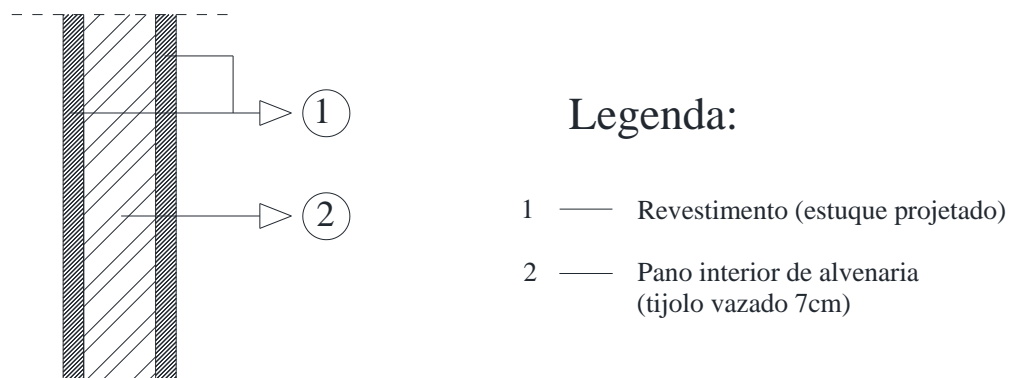 1
2
Legenda:
1 Revestimento (estuque projetado)
2 Pano interior de alvenaria
(tijolo vazado 7cm)